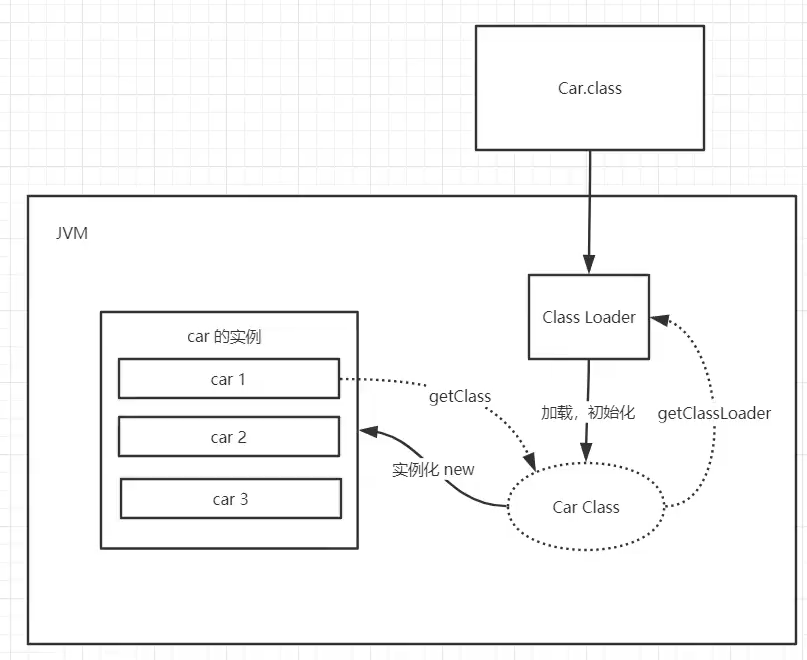 Car.class
JVM
Class Loader
car 的实例
car 1
getClass
加载，初始化
getClassLoader
car 2
实例化 new
car 3
Car Class